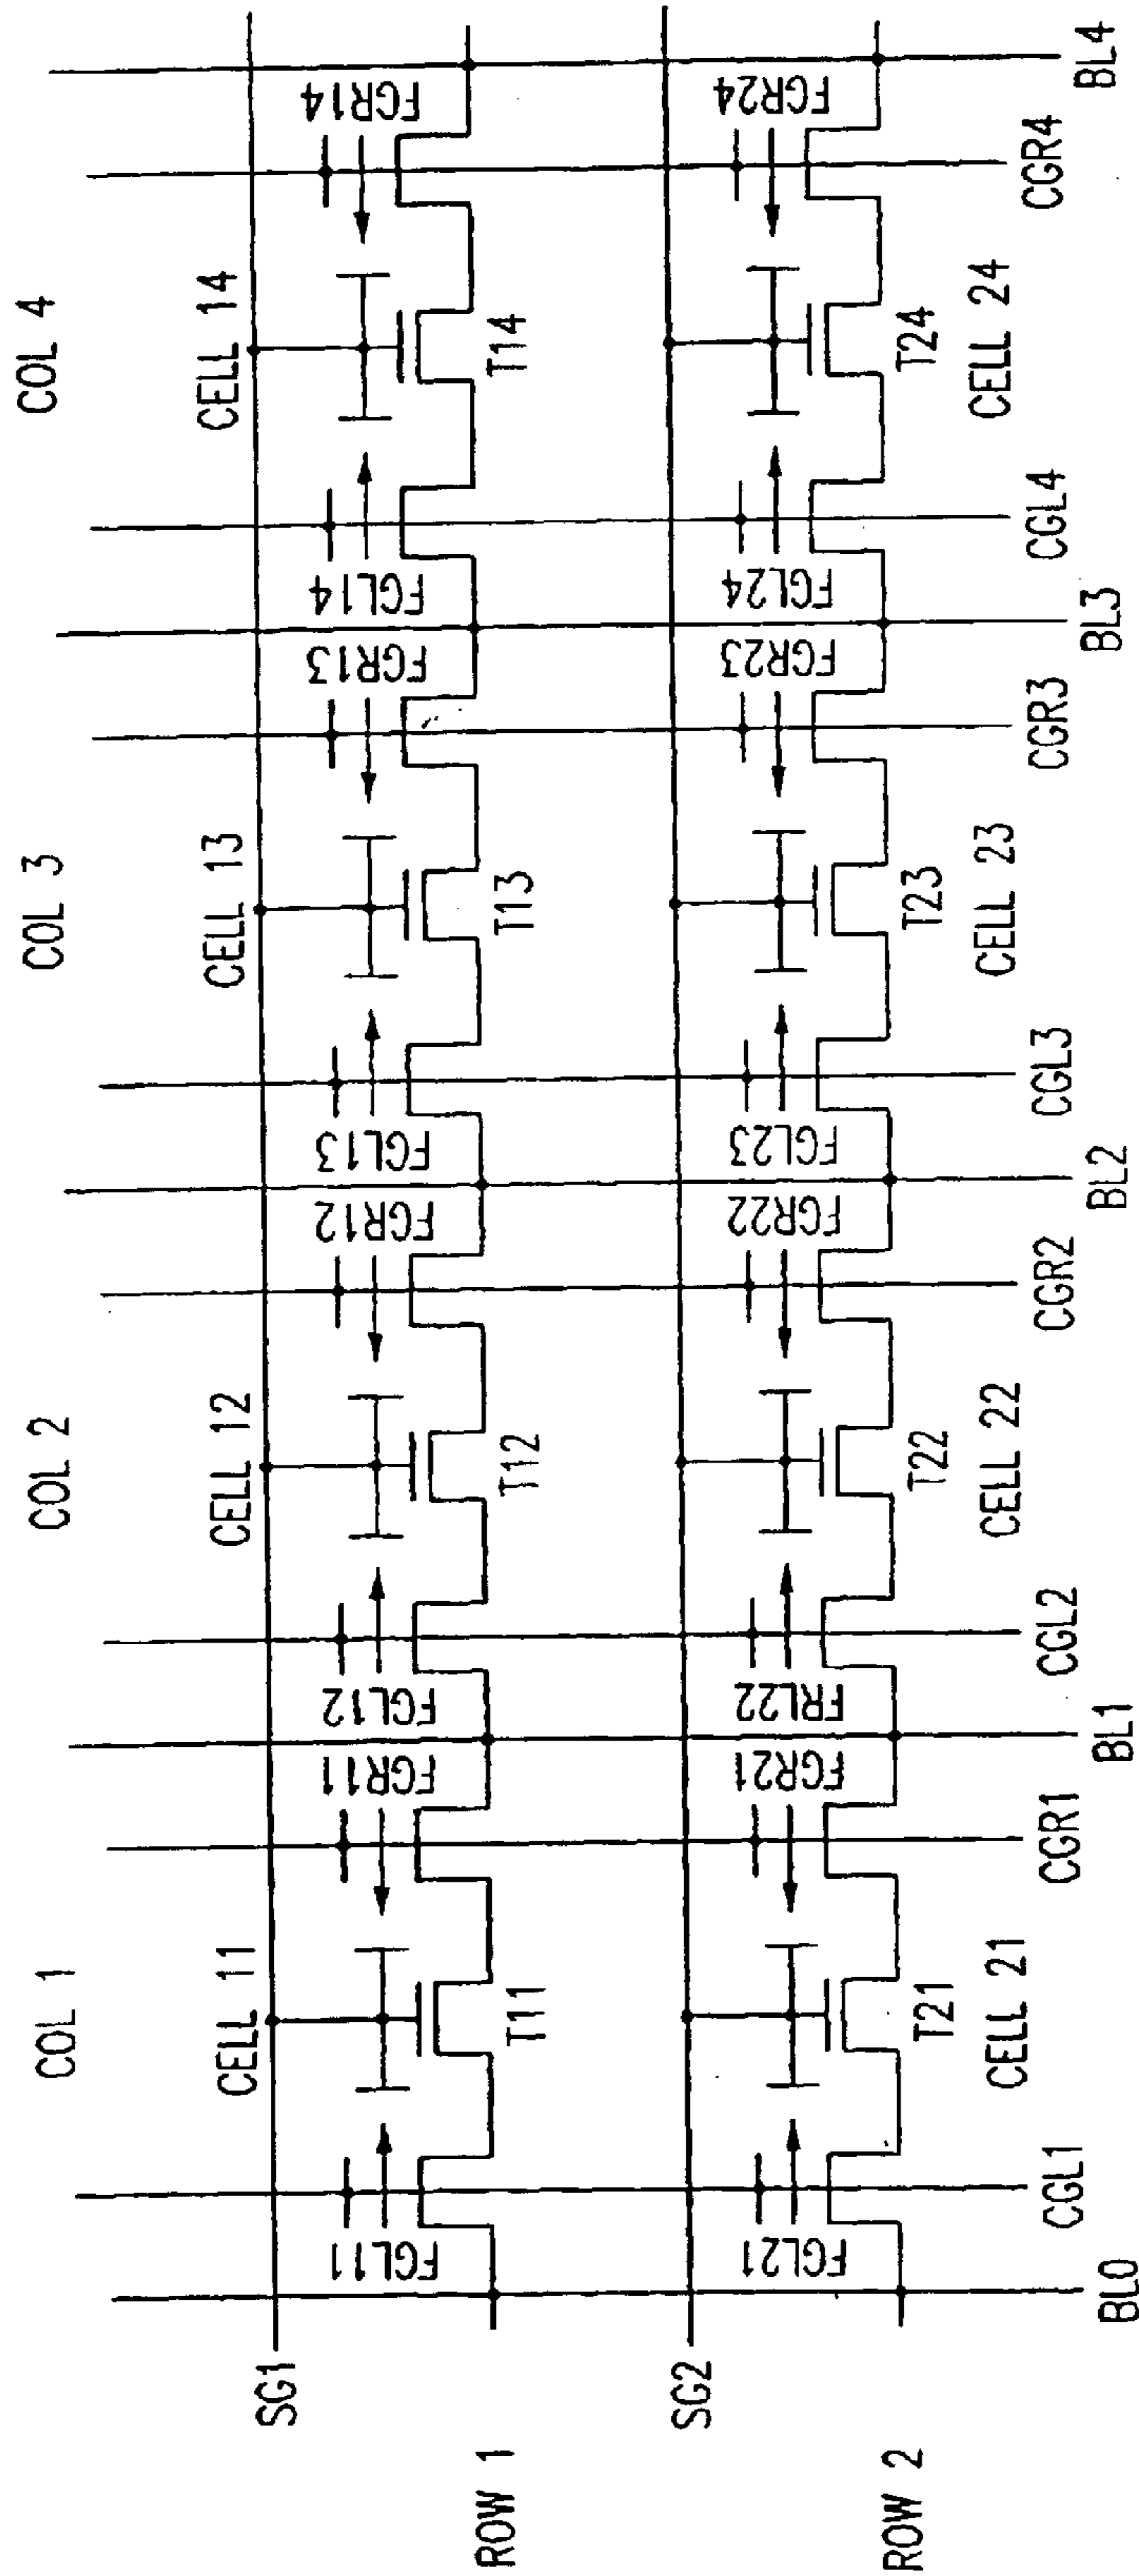 COL 1 COL 2 COL 3 COL 4
CELL 11 CELL 12 CELL 13 CELL 14
SG1
FGL11 FGR11 FGL12 FGR12 FGL13 FGR13 FGL14 FGR14
T11 T12 T13 T14
ROW 1
SG2
FGL21 FGR21 FRL22 FGR22 FGL23 FGR23 FGL24 FGR24
T21 T22 T23 T24
ROW 2
CELL 21 CELL 22 CELL 23 CELL 24
CGL1 CGR1 CGL2 CGR2 CGL3 CGR3 CGL4 CGR4
BL0 BL1 BL2 BL3 BL4